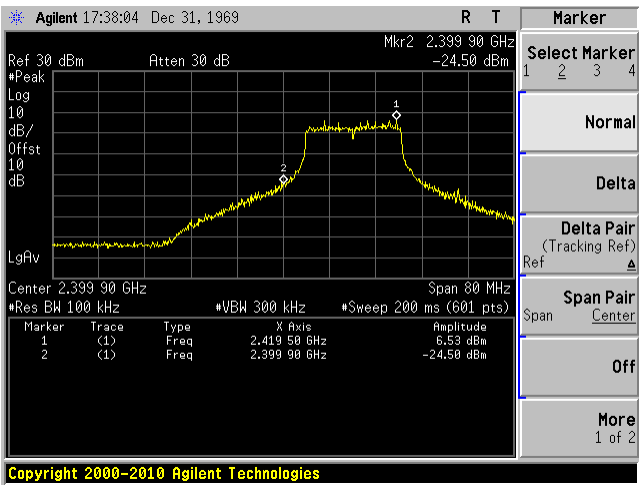 Agilent 17:38:04 Dec 31, 1969 R T
Mkr2 2.399 90 GHz
Ref 30 dBm Atten 30 dB -24.50 dBm
#Peak
Log
10
dB/
Offst
10
dB
LgAv
1
2
Center 2.399 90 GHz Span 80 MHz
#Res BW 100 kHz #VBW 300 kHz #Sweep 200 ms (601 pts)
Marker Trace Type X Axis Amplitude
1 (1) Freq 2.419 50 GHz 6.53 dBm
2 (1) Freq 2.399 90 GHz -24.50 dBm
Copyright 2000-2010 Agilent Technologies
Marker
Select Marker
1 2 3 4
Normal
Delta
Delta Pair
(Tracking Ref)
Ref Δ
Span Pair
Span Center
Off
More
1 of 2